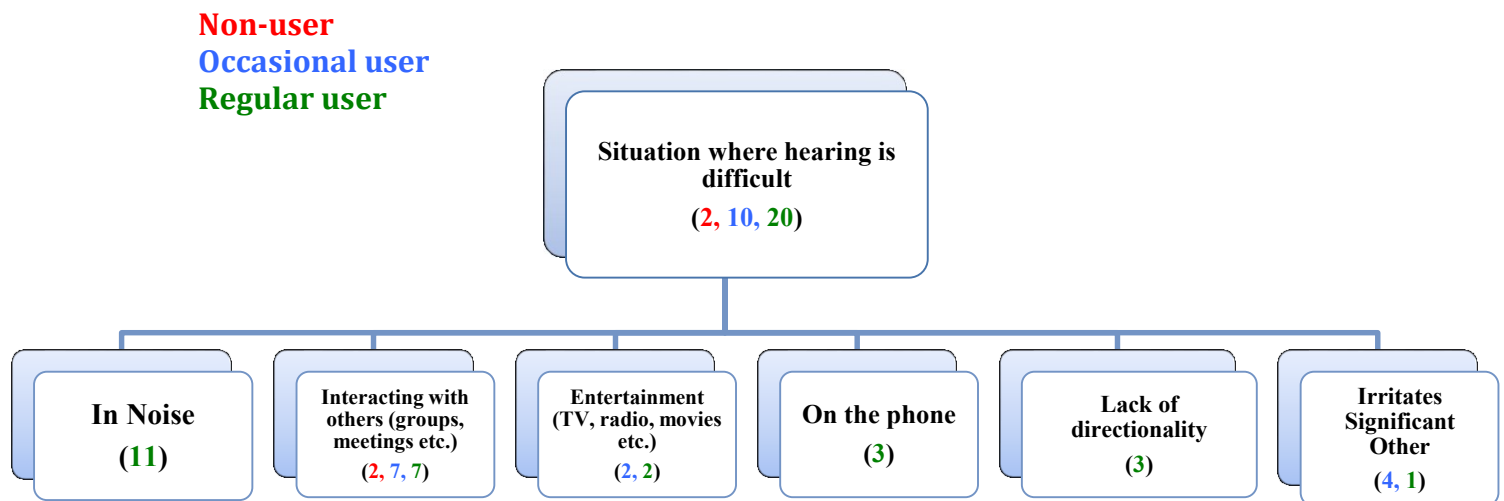 Non-user
Occasional user
Regular user
Situation where hearing is
difficult
(2, 10, 20)
In Noise
(11)
Interacting with
others (groups,
meetings etc.)
(2, 7, 7)
Entertainment
(TV, radio, movies
etc.)
(2, 2)
On the phone
(3)
Lack of
directionality
(3)
Irritates
Significant
Other
(4, 1)